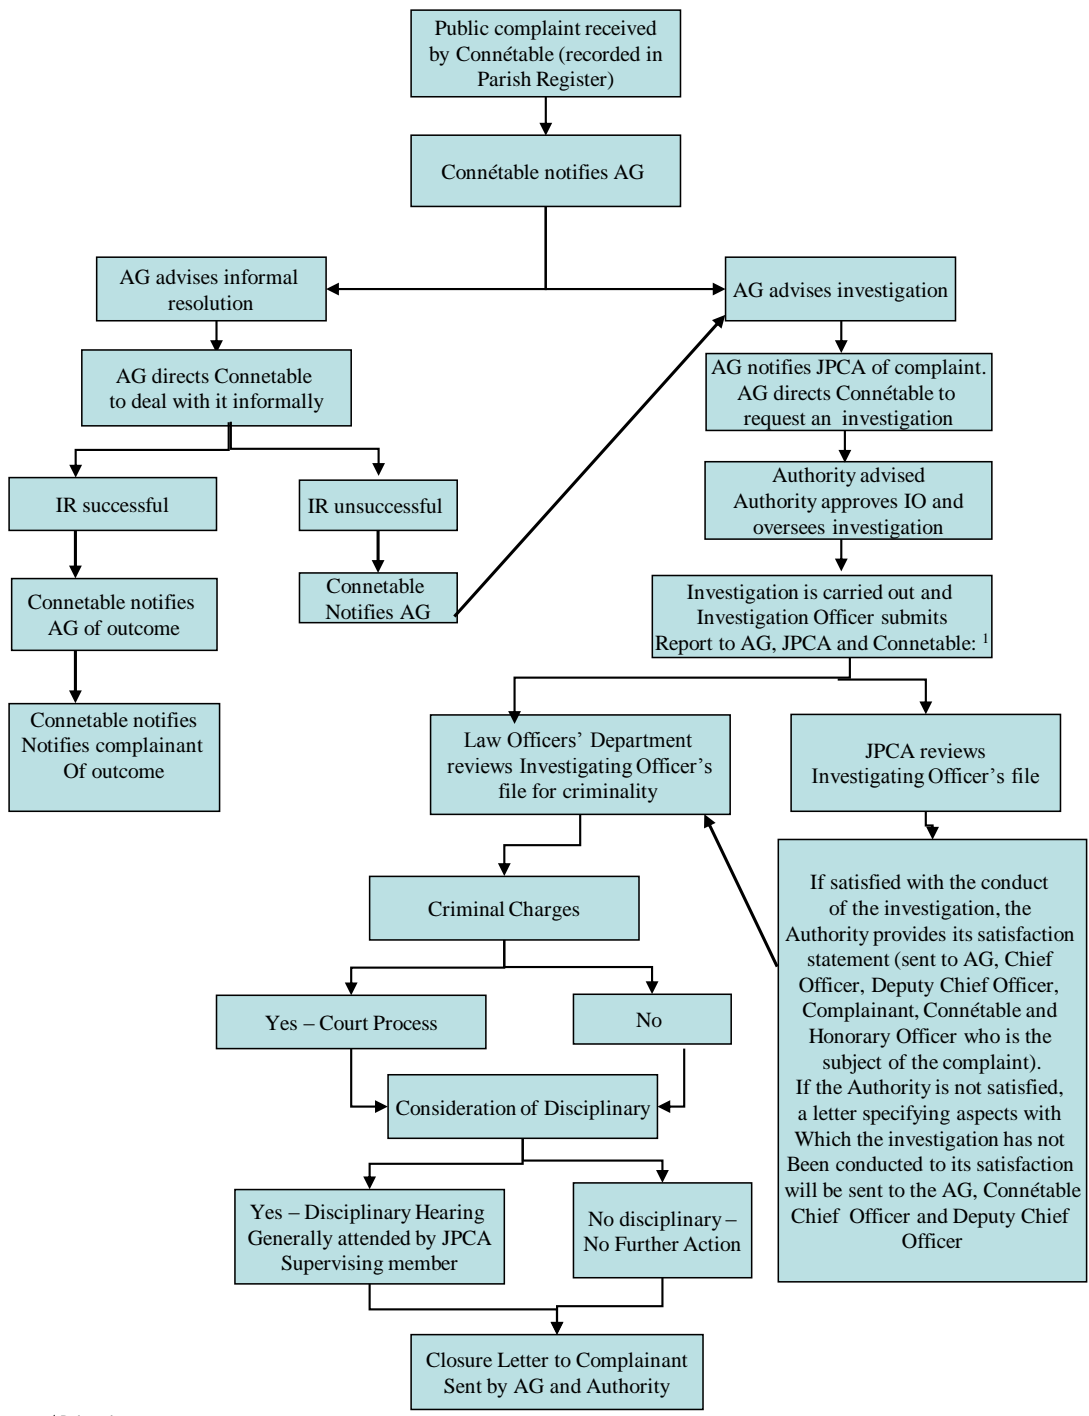 Public complaint received
by Connétable (recorded in
Parish Register)
Connétable notifies AG
AG advises informal
resolution
AG advises investigation
AG directs Connetable
to deal with it informally
AG notifies JPCA of complaint.
AG directs Connétable to
request an investigation
IR successful
IR unsuccessful
Authority advised
Authority approves IO and
oversees investigation
Connetable notifies
AG of outcome
Connetable
Notifies AG
Investigation is carried out and
Investigation Officer submits
Report to AG, JPCA and Connetable: 1
Connetable notifies
Notifies complainant
Of outcome
Law Officers’ Department
reviews Investigating Officer’s
file for criminality
JPCA reviews
Investigating Officer’s file
Criminal Charges
If satisfied with the conduct
of the investigation, the
Authority provides its satisfaction
statement (sent to AG, Chief
Officer, Deputy Chief Officer,
Complainant, Connétable and
Honorary Officer who is the
subject of the complaint).
If the Authority is not satisfied,
a letter specifying aspects with
Which the investigation has not
Been conducted to its satisfaction
will be sent to the AG, Connétable
Chief Officer and Deputy Chief
Officer
Yes – Court Process
No
Consideration of Disciplinary
Yes – Disciplinary Hearing
Generally attended by JPCA
Supervising member
No disciplinary –
No Further Action
Closure Letter to Complainant
Sent by AG and Authority